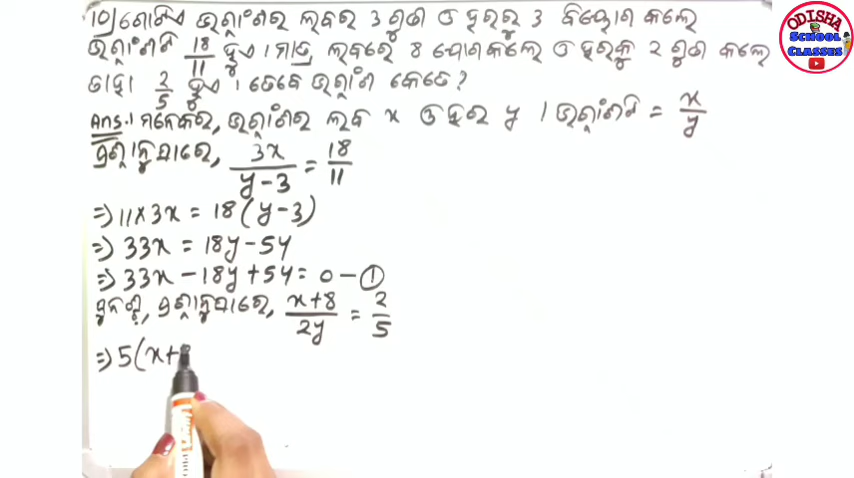 10) ଗୋଟିଏ ଭଗ୍ନାଂଶର ଲବର 3 ଗୁଣ ଓ ହରରୁ 3 ବିୟୋଗ କଲେ
ଭଗ୍ନାଂଶଟି 18/11 ହୁଏ । ମାତ୍ର ଲବରେ 8 ଯୋଗକଲେ ଓ ହରକୁ 2 ଗୁଣ କଲେ
ତାହା 2/5 ହୁଏ । ତେବେ ଭଗ୍ନାଂଶ କେତେ ?
Ans. । ମନେକର, ଭଗ୍ନାଂଶର ଲବ x ଓ ହର y । ଭଗ୍ନାଂଶଟି = x/y
ପ୍ରଶ୍ନାନୁସାରେ, 3x/(y-3) = 18/11
⇒ 11×3x = 18(y-3)
⇒ 33x = 18y-54
⇒ 33x - 18y + 54 = 0 - ①
ପୁନଶ୍ଚ, ପ୍ରଶ୍ନାନୁସାରେ, (x+8)/2y = 2/5
⇒ 5(x+
ODISHA
SCHOOL
CLASSES